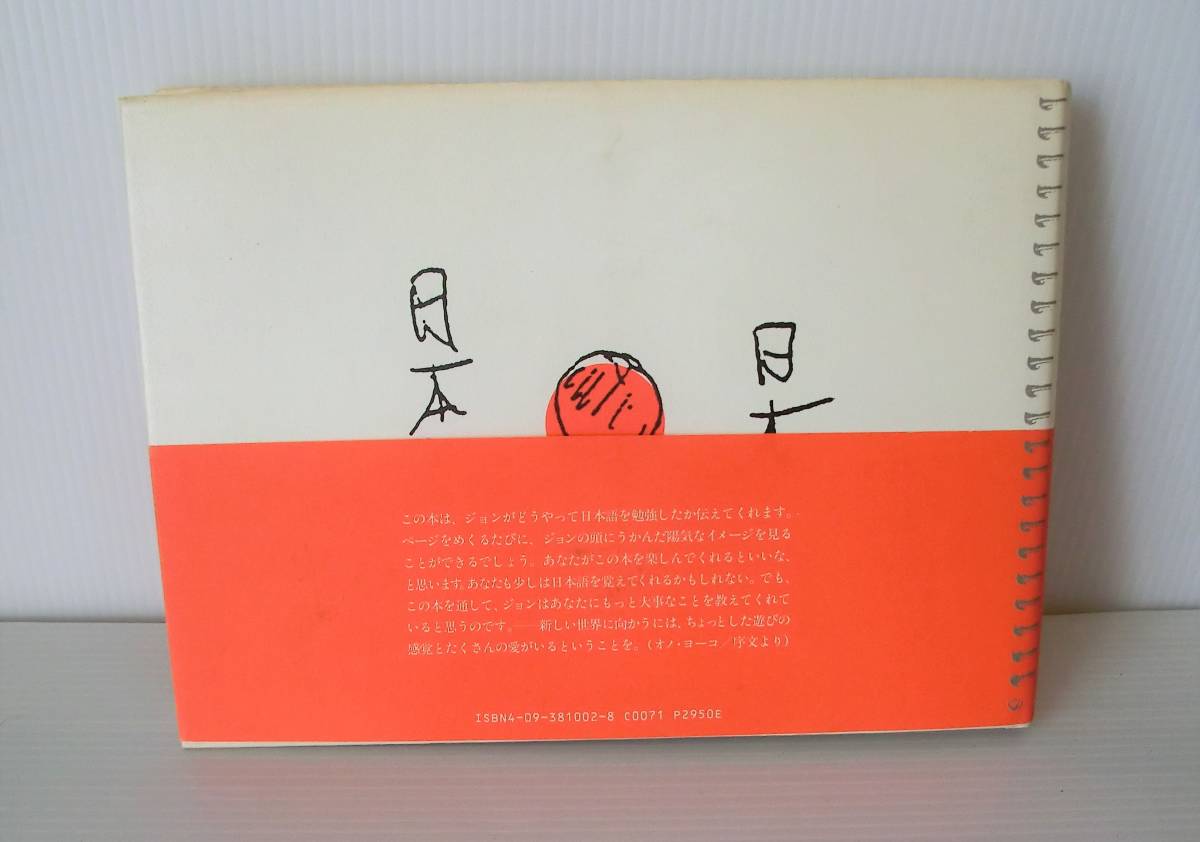 この本は、ジョンがどうやって日本語を勉強したか伝えてくれます。
ページをめくるたびに、ジョンの頭にうかんだ陽気なイメージを見る
ことができるでしょう。あなたがこの本を楽しんでくれるといいな、
と思います。あなたも少しは日本語を覚えてくれるかもしれない。でも、
この本を通して、ジョンはあなたにもっと大事なことを教えてくれて
いると思うのです。——新しい世界に向かうには、ちょっとした遊びの
感覚とたくさんの愛がいるということを。(オノ・ヨーコ/序文より)
ISBN4-09-381002-8 C0071 P2950E